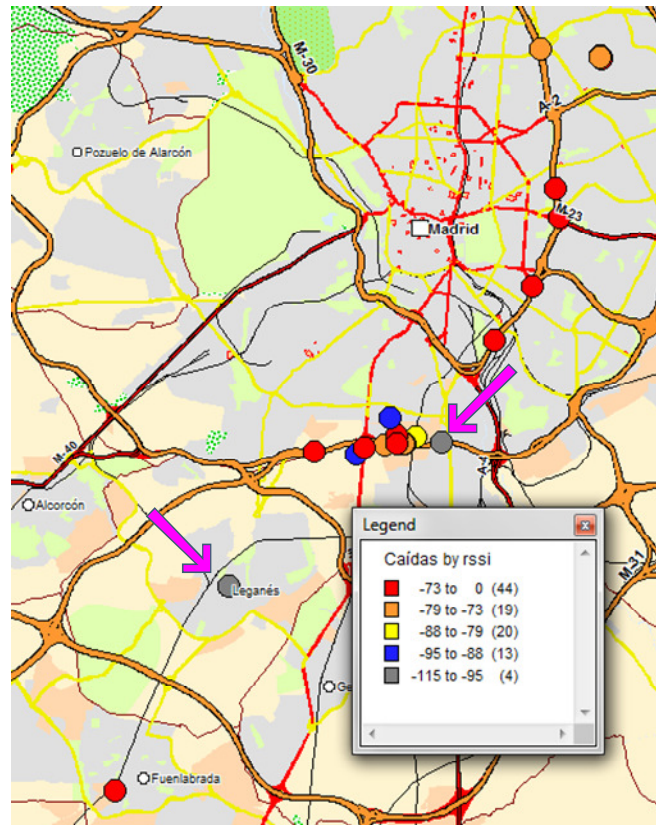 M-30
A-2
Pozuelo de Alarcón
M-23
Madrid
M-40
A-4
Alcorcón
Legend
x
Caídas by rssi
-73 to 0 (44)
-79 to -73 (19)
-88 to -79 (20)
-95 to -88 (13)
-115 to -95 (4)
M-31
Leganés
Ge
Fuenlabrada